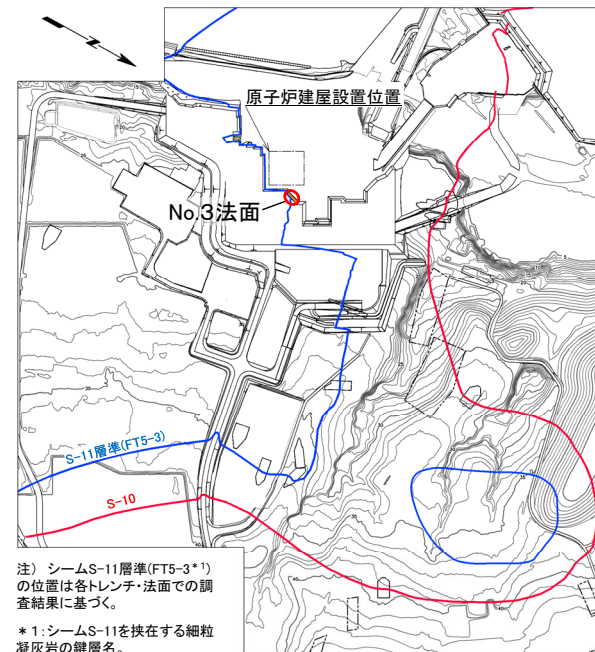 N
原子炉建屋設置位置
No.3法面
S-11層準(FT5-3)
S-10
注） シームS-11層準(FT5-3*1)
の位置は各トレンチ・法面での調
査結果に基づく。
＊1:シームS-11を挟在する細粒
凝灰岩の鍵層名。